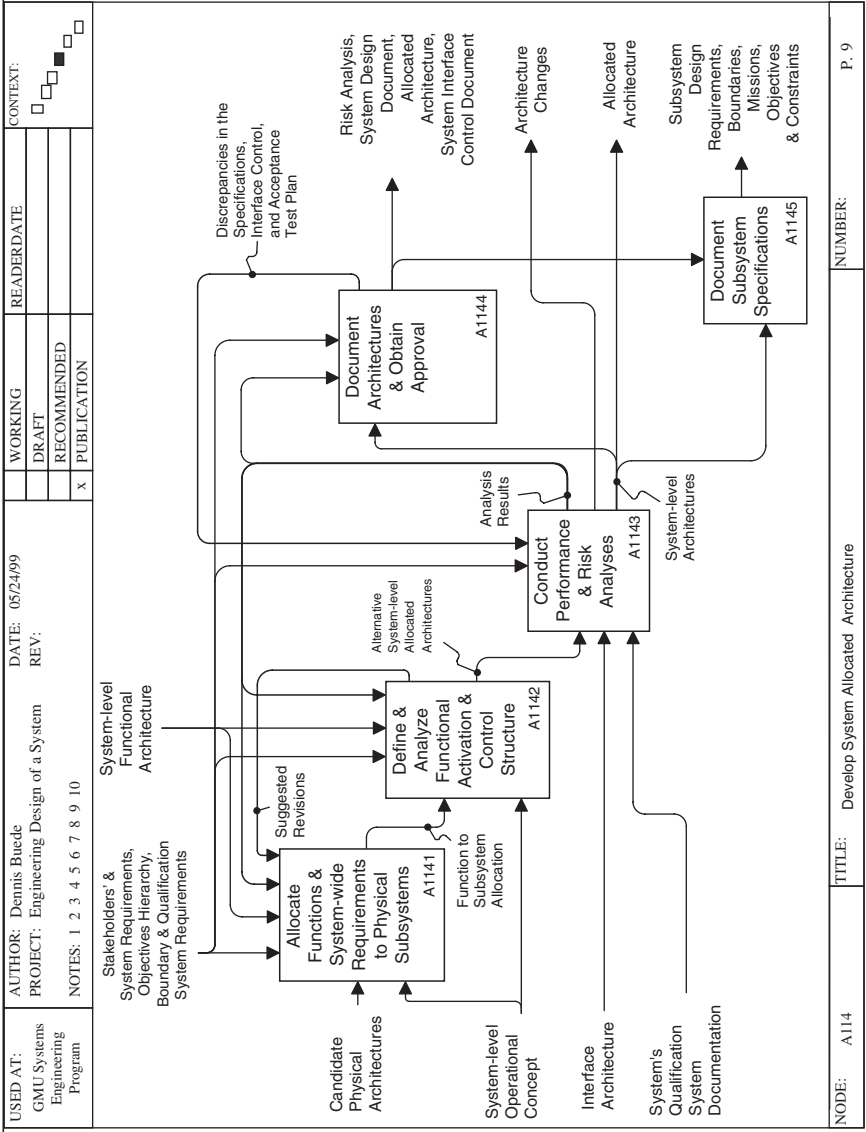 USED AT:
GMU Systems
Engineering
Program
AUTHOR: Dennis Buede
PROJECT: Engineering Design of a System
NOTES: 1 2 3 4 5 6 7 8 9 10
DATE: 05/24/99
REV:
WORKING
DRAFT
RECOMMENDED
x PUBLICATION
READERDATE
CONTEXT:
Stakeholders' &
System Requirements,
Objectives Hierarchy,
Boundary & Qualification
System Requirements
System-level
Functional
Architecture
Discrepancies in the
Specifications,
Interface Control,
and Acceptance
Test Plan
Candidate
Physical
Architectures
System-level
Operational
Concept
Interface
Architecture
System's
Qualification
System
Documentation
Allocate
Functions &
System-wide
Requirements
to Physical
Subsystems
A1141
Suggested
Revisions
Function to
Subsystem
Allocation
Define &
Analyze
Functional
Activation &
Control
Structure
A1142
Alternative
System-level
Allocated
Architectures
Conduct
Performance
& Risk
Analyses
A1143
Analysis
Results
System-level
Architectures
Document
Architectures
& Obtain
Approval
A1144
Document
Subsystem
Specifications
A1145
Risk Analysis,
System Design
Document,
Allocated
Architecture,
System Interface
Control Document
Architecture
Changes
Allocated
Architecture
Subsystem
Design
Requirements,
Boundaries,
Missions,
Objectives
& Constraints
NODE: A114
TITLE: Develop System Allocated Architecture
NUMBER: P. 9